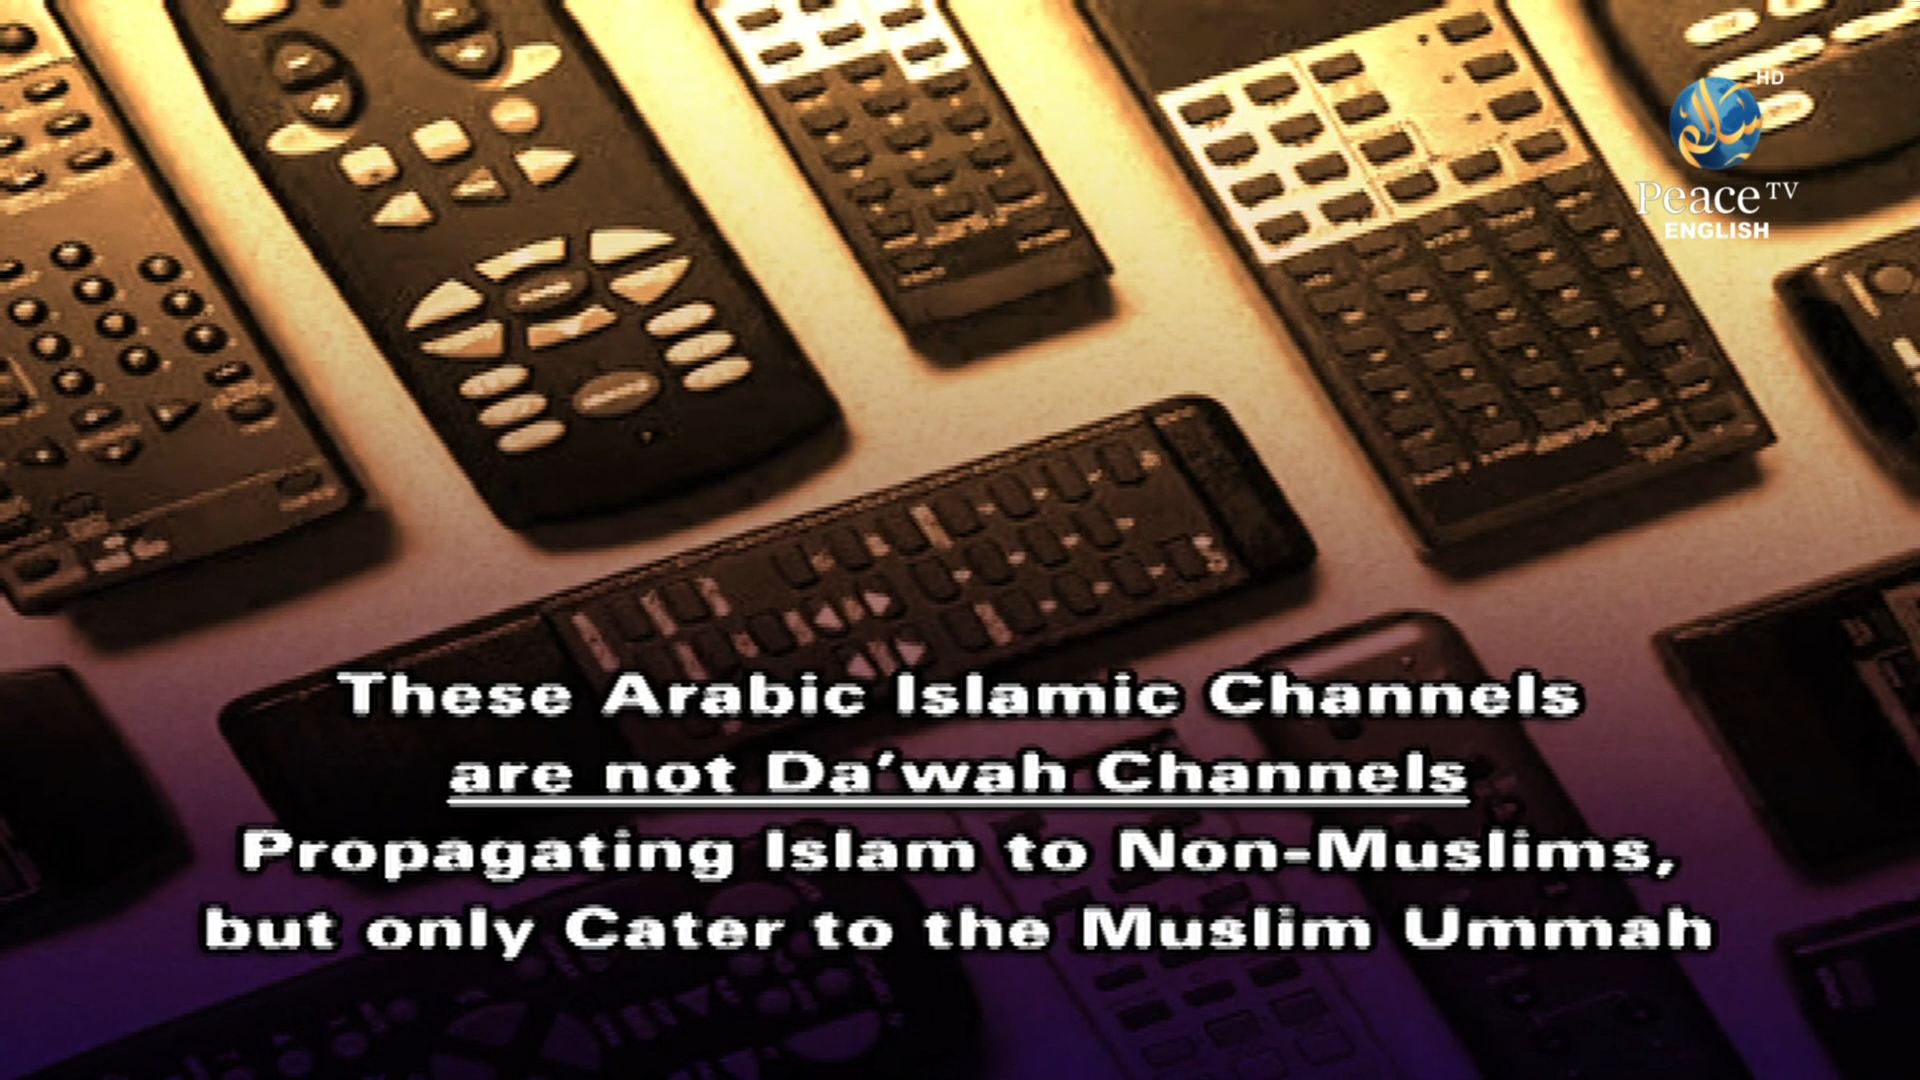 HD
سلام
Peace TV
ENGLISH
These Arabic Islamic Channels
are not Da'wah Channels
Propagating Islam to Non-Muslims,
but only Cater to the Muslim Ummah